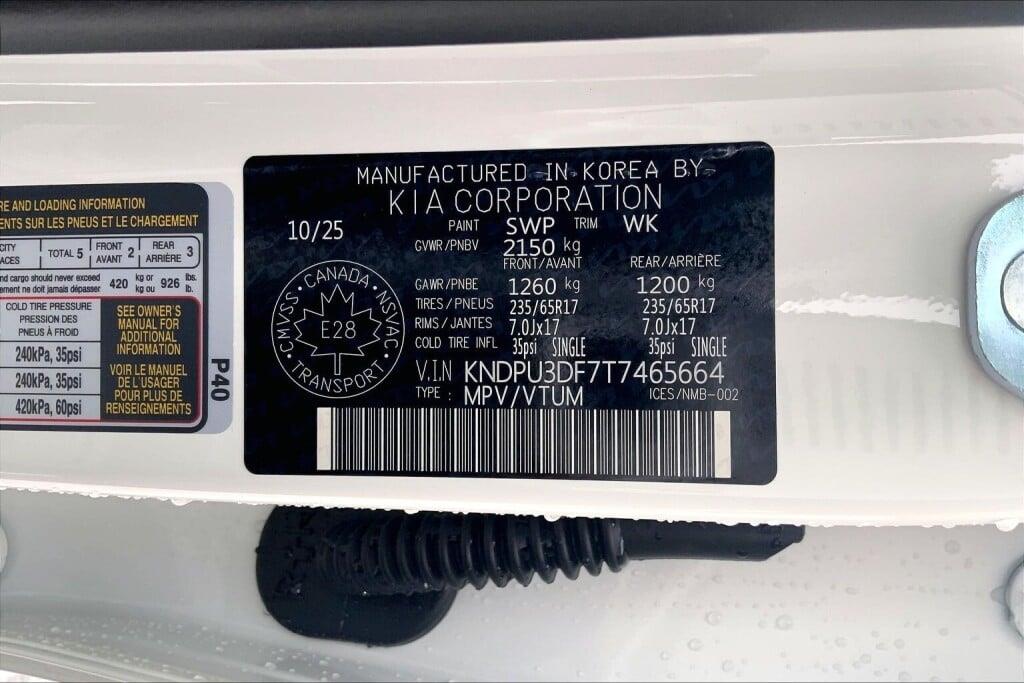 RE AND LOADING INFORMATION
ENTS SUR LES PNEUS ET LE CHARGEMENT
CITY
ACES
TOTAL 5
FRONT
AVANT 2
REAR
ARRIÈRE 3
nd cargo should never exceed
ement ne doit jamais dépasser
420 kg or
kg ou
926 lbs.
lb.
COLD TIRE PRESSURE
PRESSION DES
PNEUS À FROID
240kPa, 35psi
240kPa, 35psi
420kPa, 60psi
SEE OWNER'S
MANUAL FOR
ADDITIONAL
INFORMATION
VOIR LE MANUEL
DE L'USAGER
POUR PLUS DE
RENSEIGNEMENTS
P40
MANUFACTURED IN KOREA BY
KIA CORPORATION
10/25
PAINT SWP TRIM WK
GVWR/PNBV 2150 kg
FRONT/AVANT REAR/ARRIÈRE
GAWR/PNBE 1260 kg 1200 kg
TIRES/PNEUS 235/65R17 235/65R17
RIMS/JANTES 7.0Jx17 7.0Jx17
COLD TIRE INFL 35psi SINGLE 35psi SINGLE
V.I.N KNDPU3DF7T7465664
TYPE : MPV/VTUM ICES/NMB-002
CANADA · NSVAC · TRANSPORT · CMVSS ·
E28